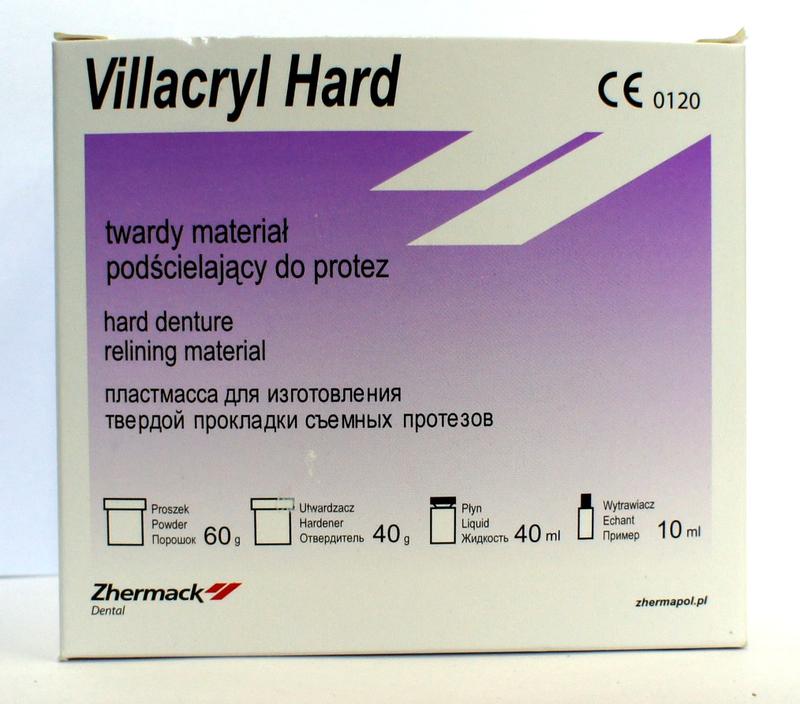 Villacryl Hard
CE 0120
twardy materiał
podścielający do protez
hard denture
relining material
пластмасса для изготовления
твердой прокладки съемных протезов
Proszek
Powder
Порошок 60 g
Utwardzacz
Hardener
Отвердитель 40 g
Płyn
Liquid
Жидкость 40 ml
Wytrawiacz
Echant
Пример 10 ml
Zhermack
Dental
zhermapol.pl